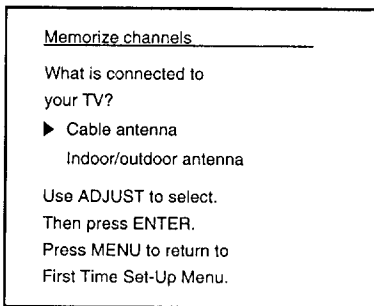 Memorize channels
What is connected to
your TV?
▶ Cable antenna
Indoor/outdoor antenna
Use ADJUST to select.
Then press ENTER.
Press MENU to return to
First Time Set-Up Menu.